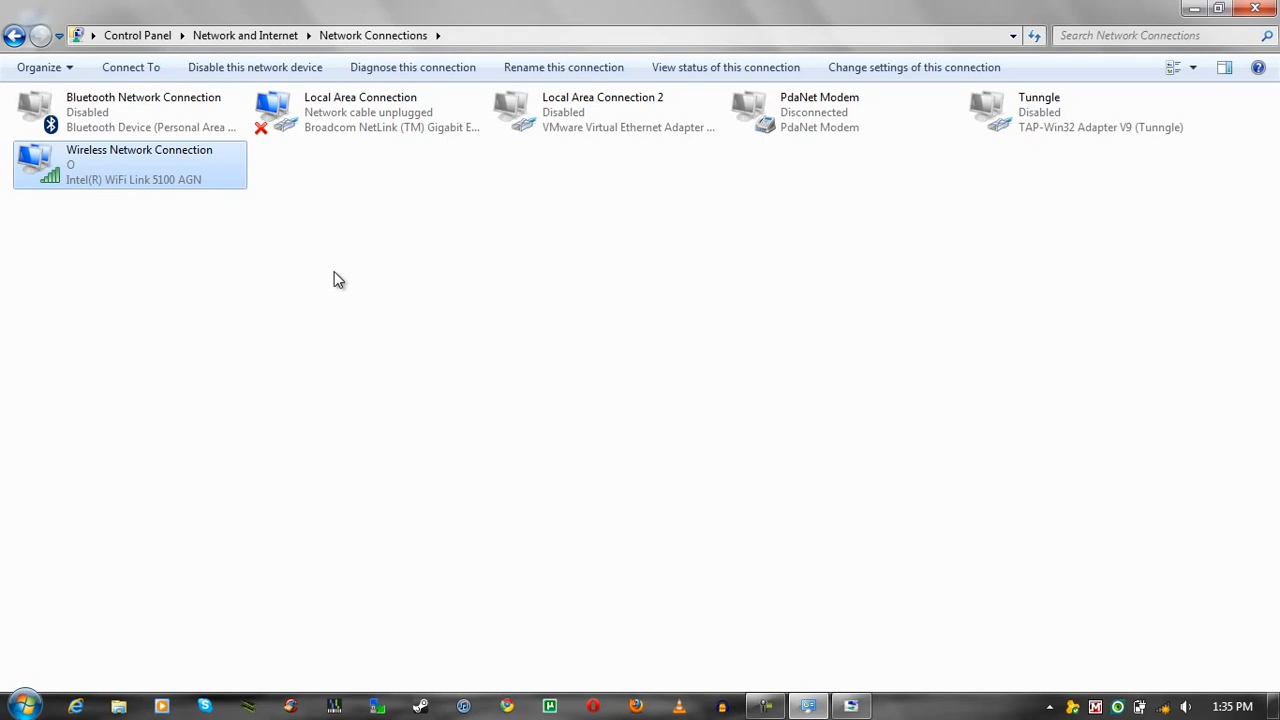 Control Panel Network and Internet Network Connections
Search Network Connections
Organize Connect To Disable this network device Diagnose this connection Rename this connection View status of this connection Change settings of this connection
Bluetooth Network Connection
Disabled
Bluetooth Device (Personal Area ...
Local Area Connection
Network cable unplugged
Broadcom NetLink (TM) Gigabit E...
Local Area Connection 2
Disabled
VMware Virtual Ethernet Adapter ...
PdaNet Modem
Disconnected
PdaNet Modem
Tunngle
Disabled
TAP-Win32 Adapter V9 (Tunngle)
Wireless Network Connection
O
Intel(R) WiFi Link 5100 AGN
1:35 PM